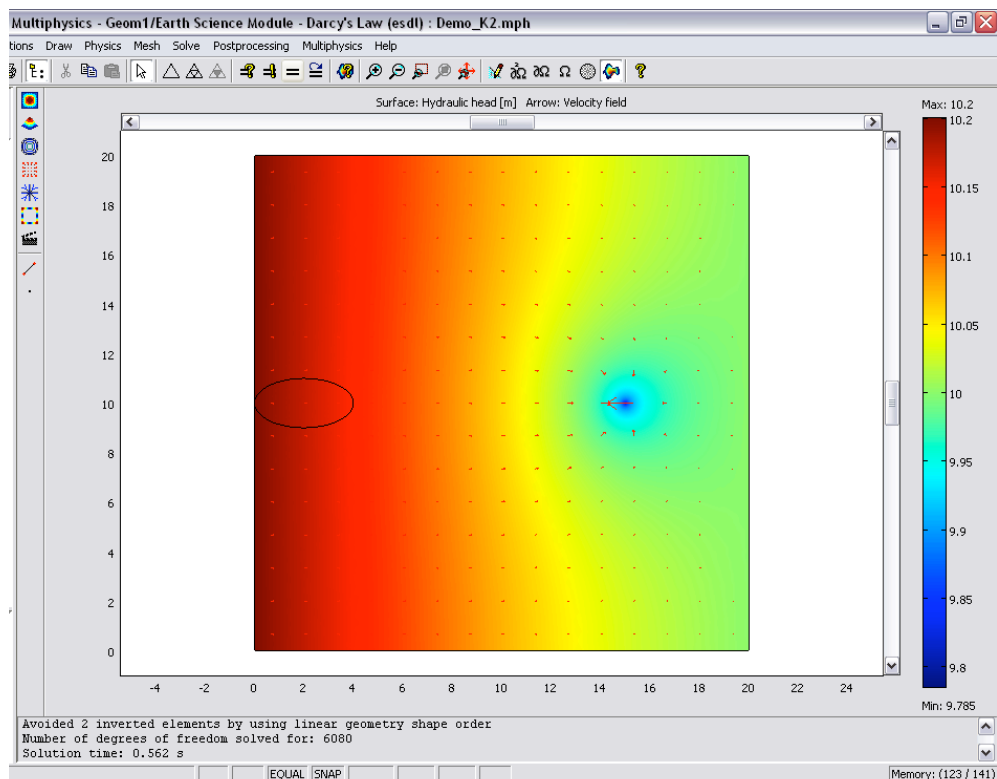 Multiphysics - Geom1/Earth Science Module - Darcy's Law (esdl) : Demo_K2.mph
tions Draw Physics Mesh Solve Postprocessing Multiphysics Help
Surface: Hydraulic head [m] Arrow: Velocity field
Max: 10.2
20
18
16
14
12
10
8
6
4
2
0
-4 -2 0 2 4 6 8 10 12 14 16 18 20 22 24
10.2
10.15
10.1
10.05
10
9.95
9.9
9.85
9.8
Min: 9.785
Avoided 2 inverted elements by using linear geometry shape order
Number of degrees of freedom solved for: 6080
Solution time: 0.562 s
EQUAL SNAP Memory: (123 / 141)